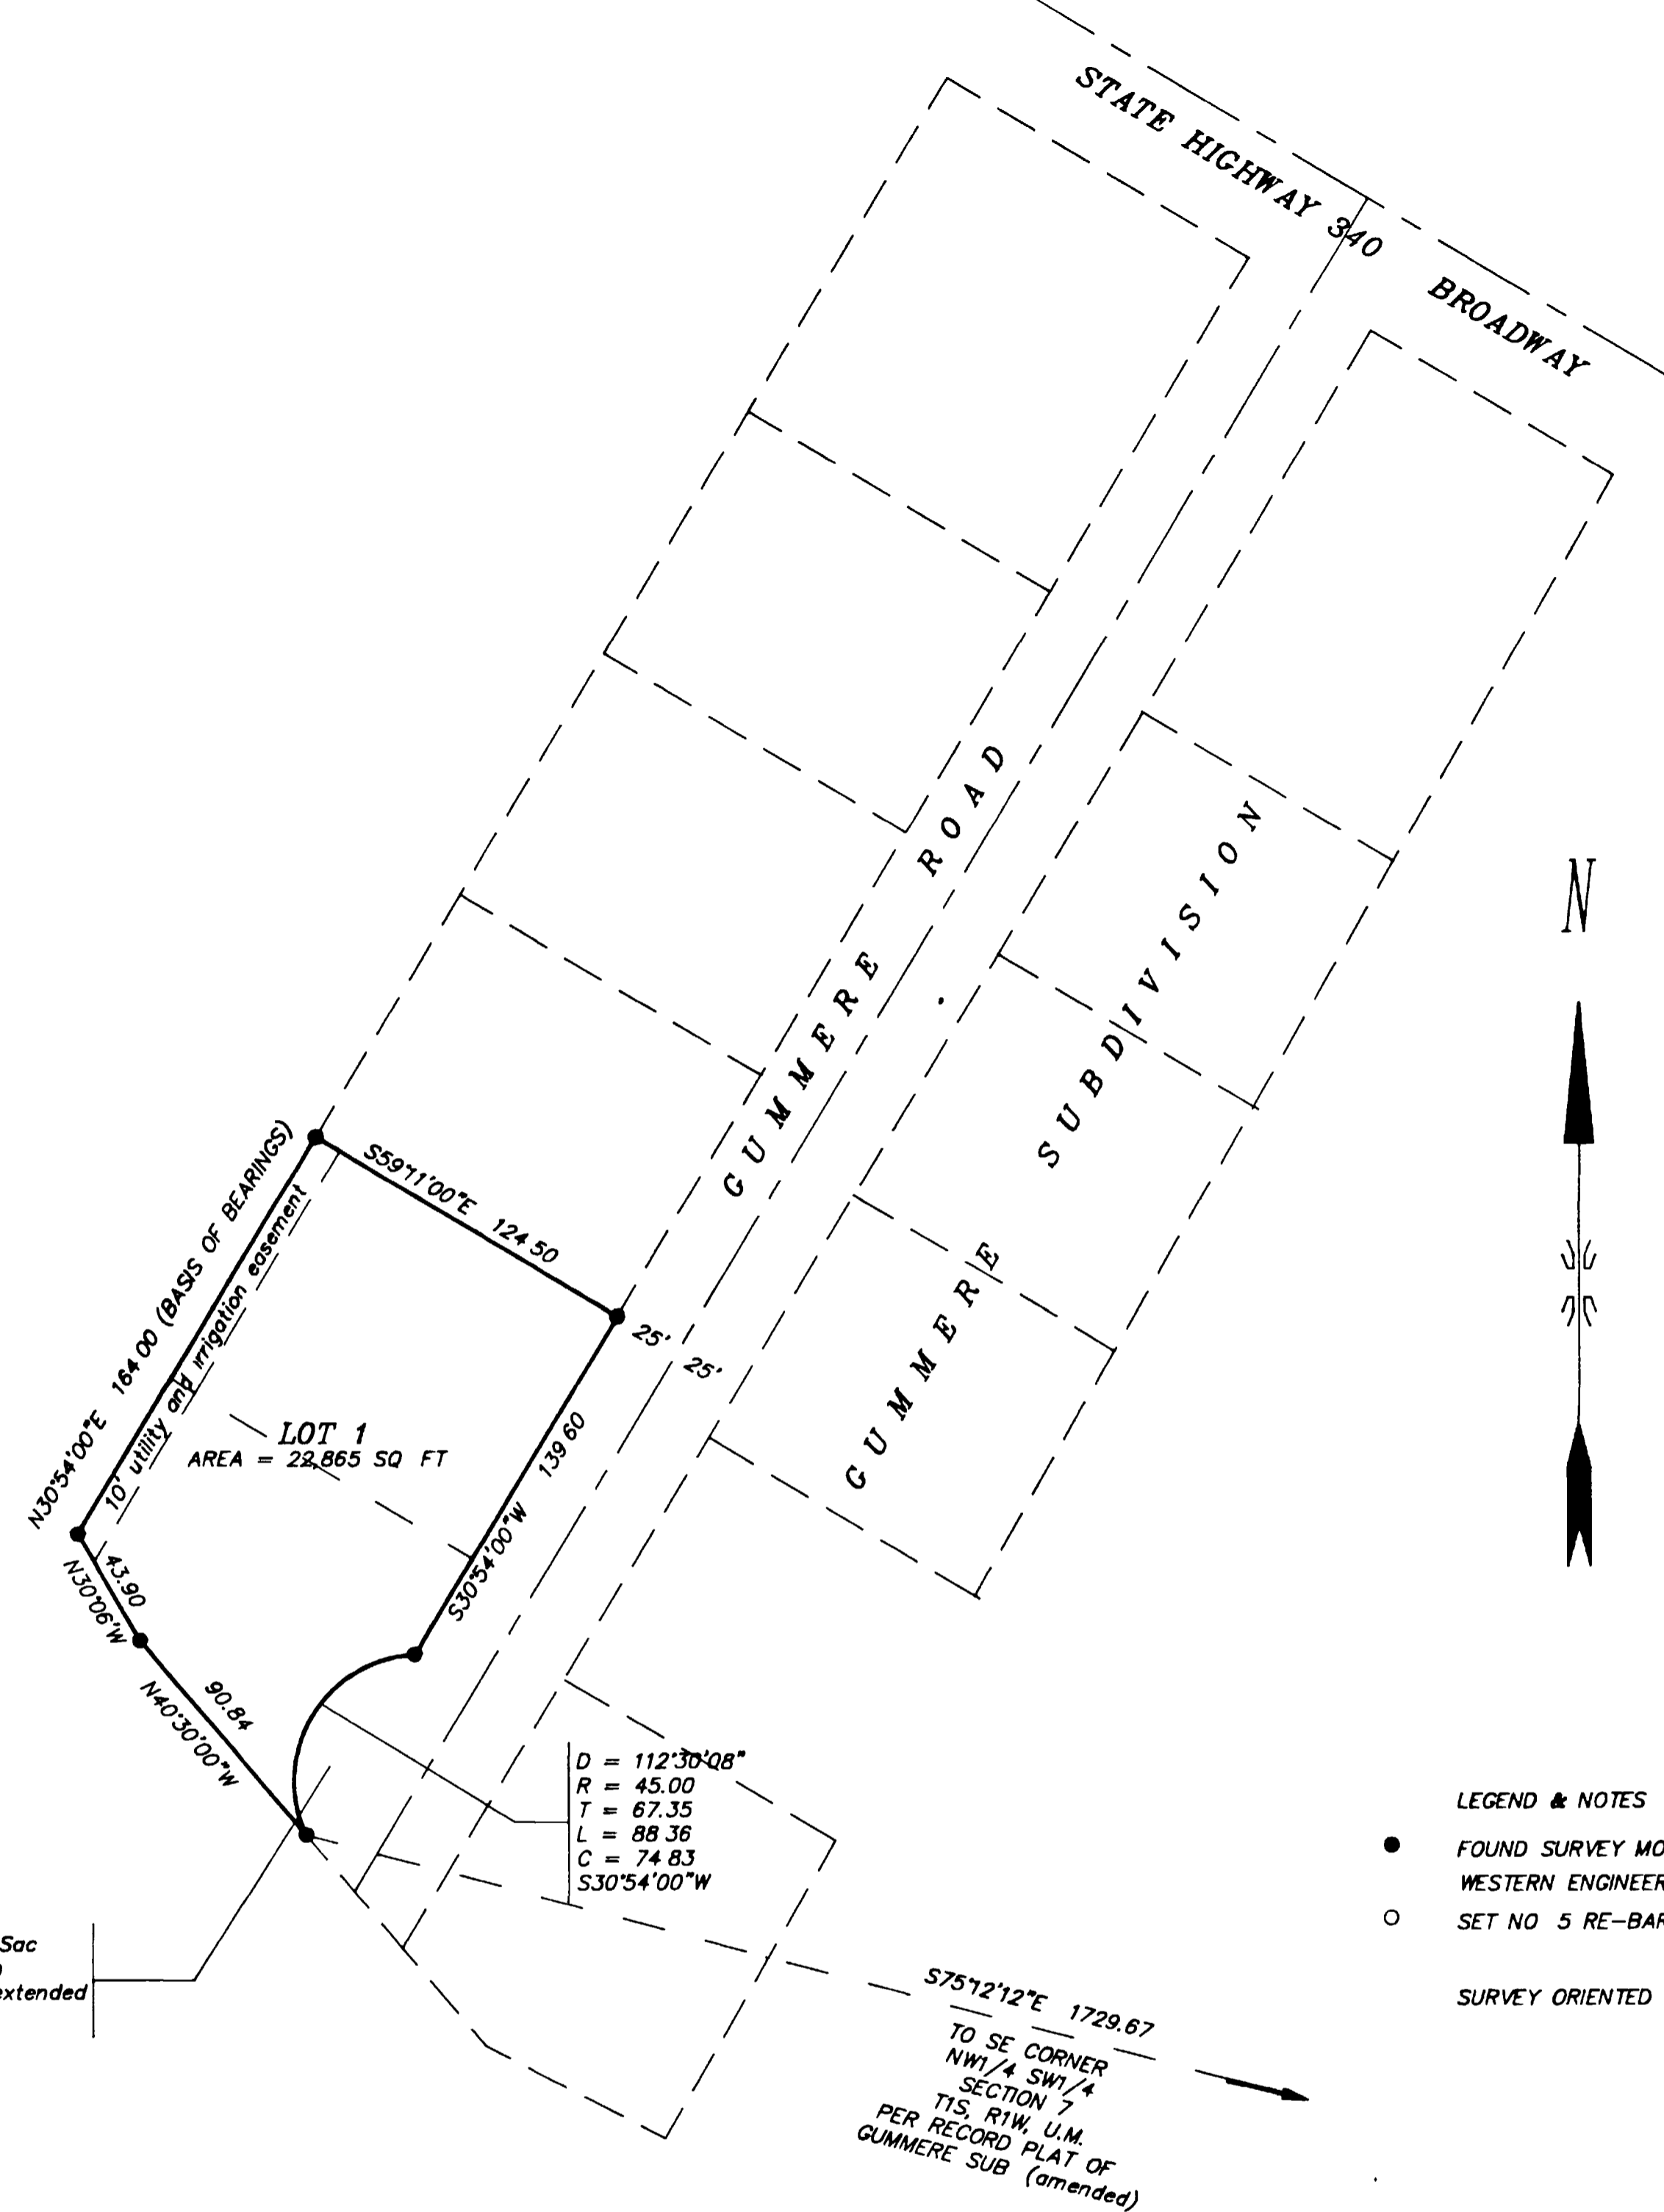 STATE HIGHWAY 340
BROADWAY
GUMMERE ROAD
GUMMERE SUBDIVISION
N
N30°54'00"E 164 00 (BASIS OF BEARINGS)
10' utility and irrigation easement
S59°11'00"E 124 50
25'
25'
LOT 1
AREA = 22,865 SQ FT
S30°54'00"W 139 60
43.90
N30°06'W
90.84
N40°30'00"W
D = 112°30'08"
R = 45.00
T = 67.35
L = 88 36
C = 74 83
S30°54'00"W
Sac
extended
S75°12'12"E 1729.67
TO SE CORNER
NW1/4 SW1/4
SECTION 7
T1S, R1W, U.M.
PER RECORD PLAT OF
GUMMERE SUB (amended)
LEGEND & NOTES
FOUND SURVEY MO
WESTERN ENGINEER
SET NO 5 RE-BAR
SURVEY ORIENTED